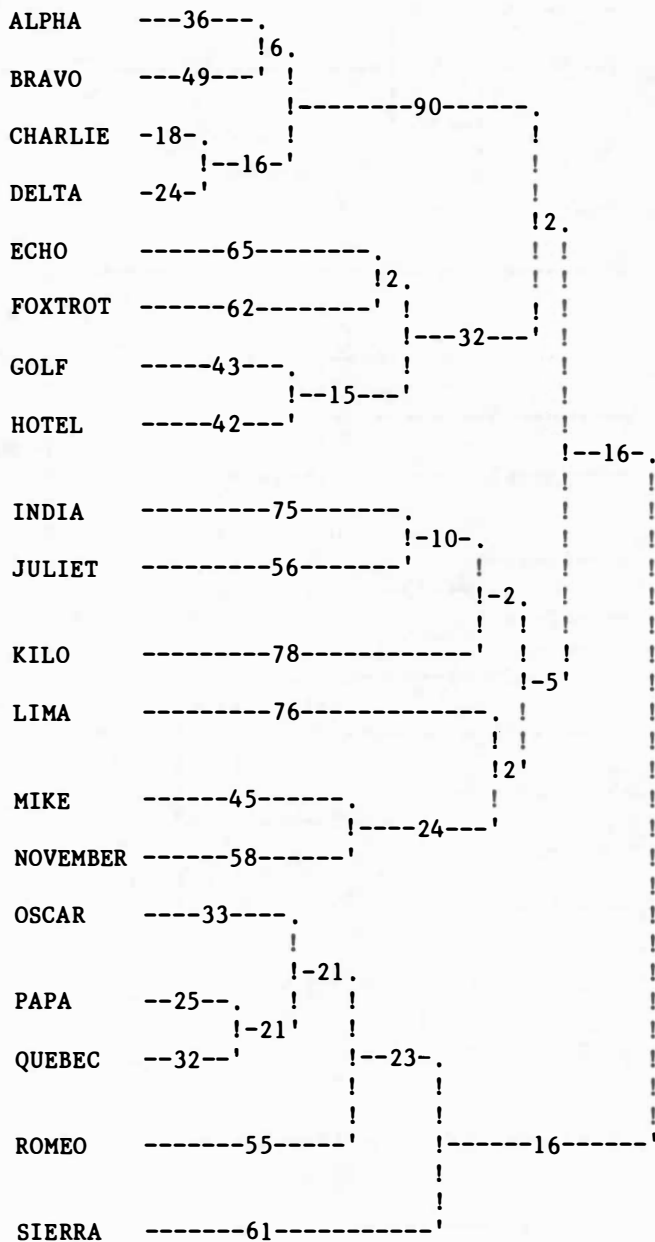 ALPHA ---36-----.
!6.
BRAVO ---49---' !
!-------90------.
CHARLIE -18-. ! !
!--16-' !
DELTA -24-' !
!2.
ECHO ------65--------. ! !
!2. ! !
FOXTROT ------62--------' ! ! !
!---32---' !
GOLF -----43----. ! !
!--15---' !
HOTEL -----42----' !
!--16-.
INDIA ---------75--------. ! !
!-10-. ! !
JULIET ---------56--------' ! ! !
!-2. ! !
KILO ---------78-------------' ! ! !
!-5' !
LIMA ---------76--------------. ! !
! ! !
!2' !
MIKE ------45------. ! !
!----24---' !
NOVEMBER ------58------' !
OSCAR ----33----. !
! !
!-21. !
PAPA --25--. ! ! !
!-21' ! !
QUEBEC --32--' !--23-. !
! ! !
! ! !
ROMEO -------55-------' !------16------'
!
!
SIERRA -------61-----------'